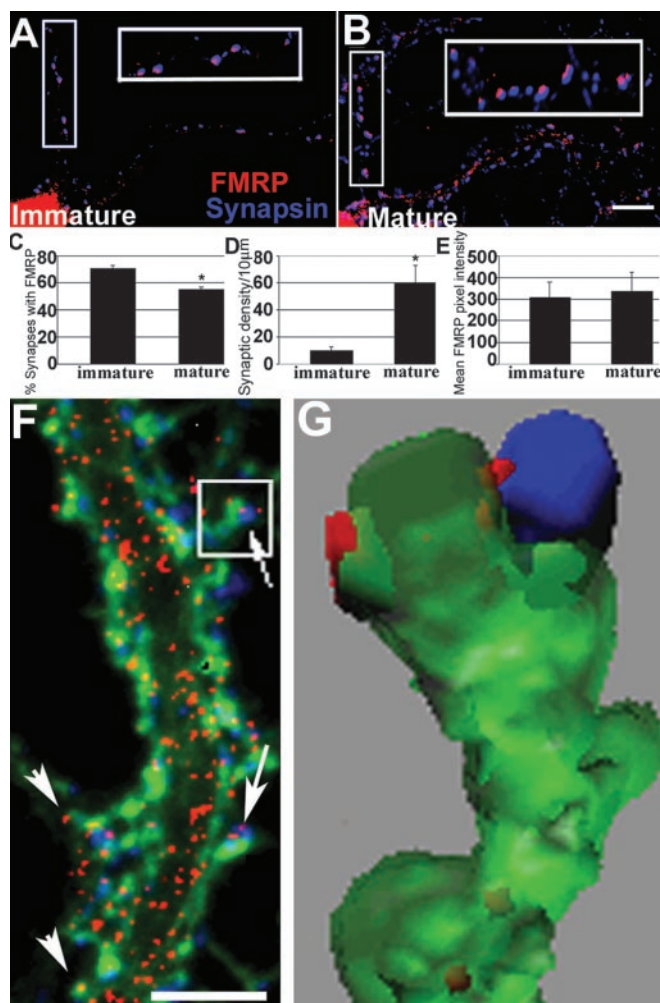 A
B
FMRP
Synapsin
Immature
Mature
C
% Synapses with FMRP
80
60
40
20
0
*
immature
mature
D
Synaptic density/10μm
80
60
40
20
0
*
immature
mature
E
Mean FMRP pixel intensity
500
400
300
200
100
0
immature
mature
F
G